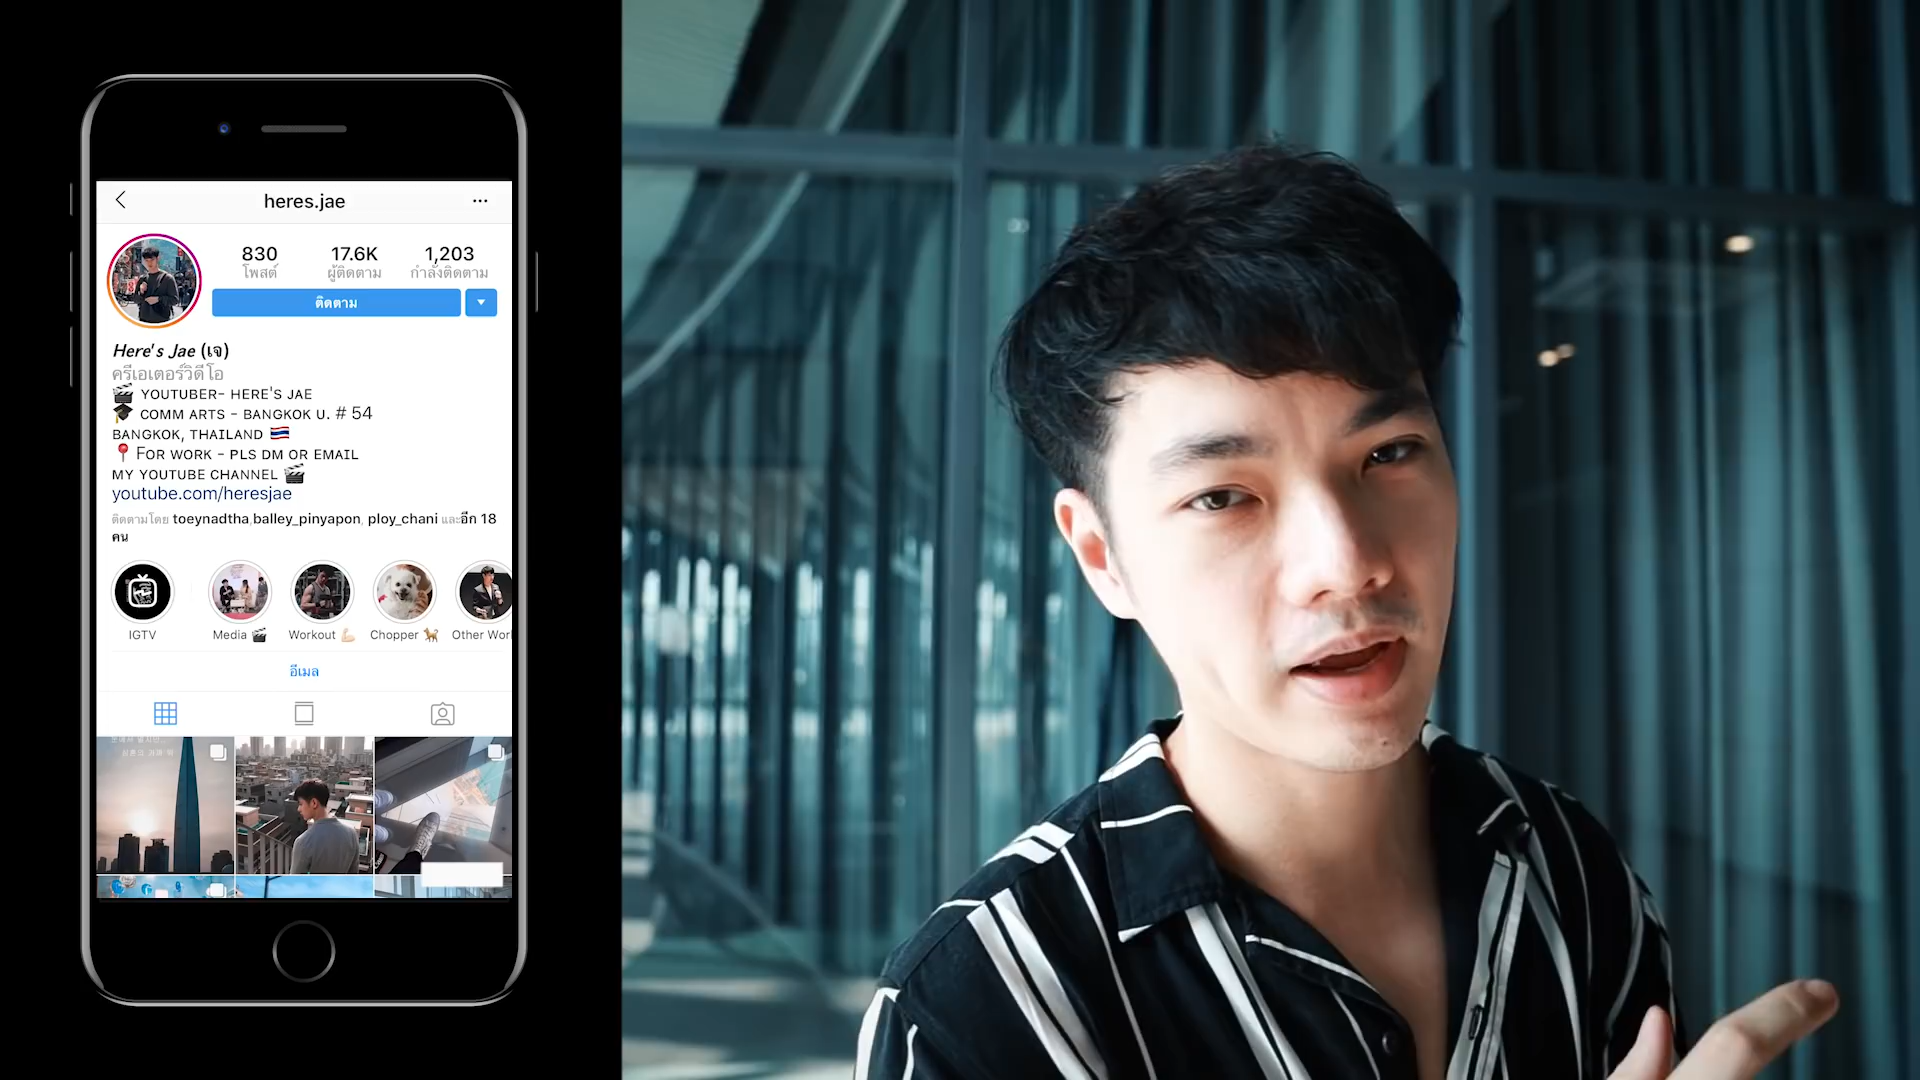 heres.jae
830 17.6K 1,203
โพสต์ ผู้ติดตาม กำลังติดตาม
ติดตาม
Here's Jae (เจ)
ครีเอเตอร์วิดีโอ
🎬 YOUTUBER- HERE'S JAE
🎓 COMM ARTS - BANGKOK U. # 54
BANGKOK, THAILAND 🇹🇭
📍FOR WORK - PLS DM OR EMAIL
MY YOUTUBE CHANNEL 🎬
youtube.com/heresjae
ติดตามโดย toeynadtha,balley_pinyapon, ploy_chani และอีก 18
คน
IGTV Media 🎬 Workout 💪🏻 Chopper 🐕 Other Wor
อีเมล